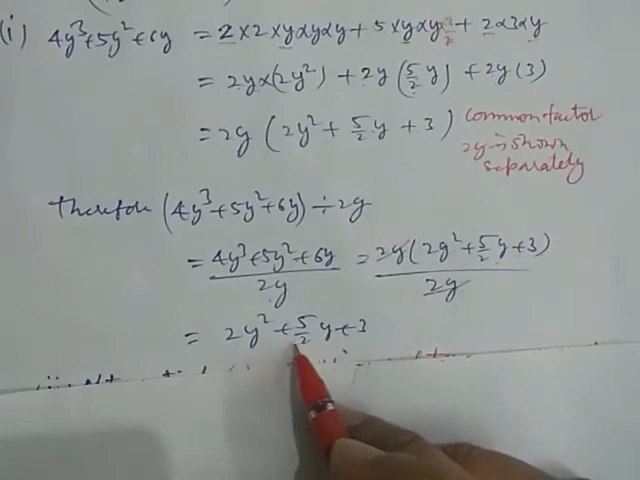 (i) 4y³+5y²+6y = 2×2×y×y×y+5×y×y×2/2+ 2×3×y
= 2y×(2y²) + 2y(5/2 y) + 2y(3)
= 2y (2y² + 5/2 y + 3) common factor
2y is shown
separately
Therefore (4y³+5y²+6y) ÷ 2y
= 4y³+5y²+6y / 2y = 2y(2y²+5/2 y+3) / 2y
= 2y² + 5/2 y + 3